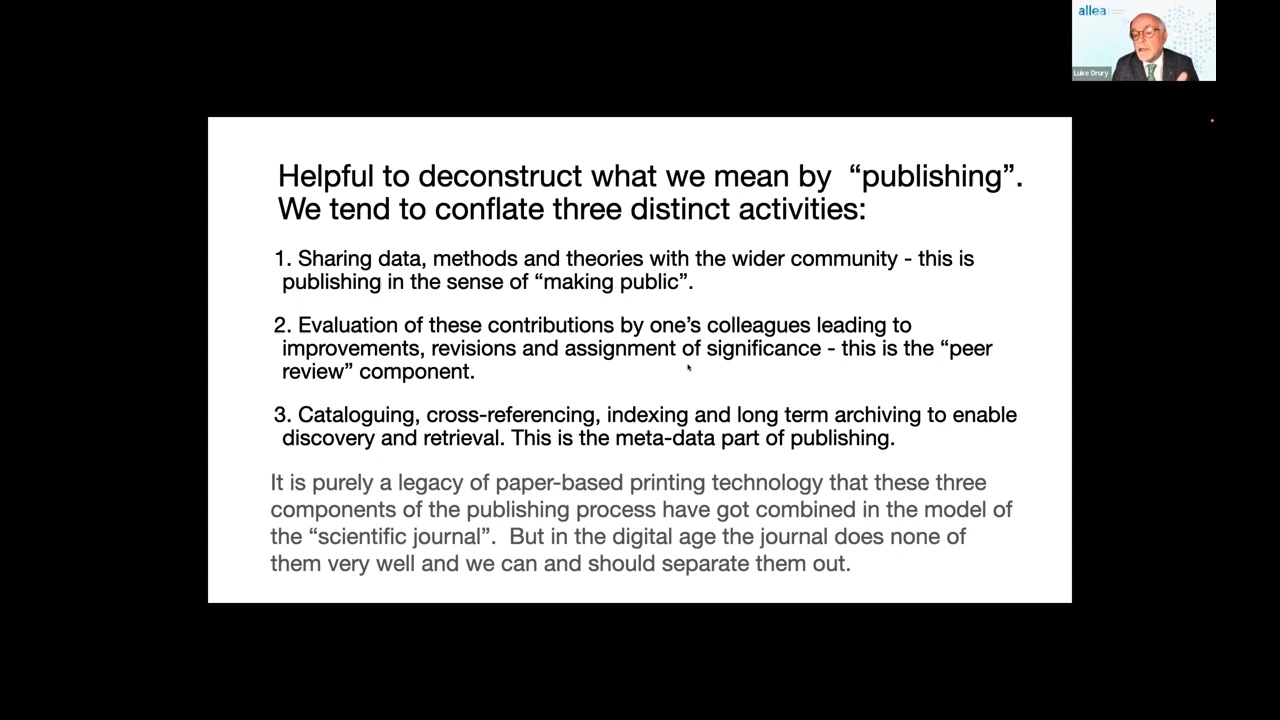 allea
Luke Drury
Helpful to deconstruct what we mean by “publishing”.
We tend to conflate three distinct activities:
1. Sharing data, methods and theories with the wider community - this is
publishing in the sense of “making public”.
2. Evaluation of these contributions by one’s colleagues leading to
improvements, revisions and assignment of significance - this is the “peer
review” component.
3. Cataloguing, cross-referencing, indexing and long term archiving to enable
discovery and retrieval. This is the meta-data part of publishing.
It is purely a legacy of paper-based printing technology that these three
components of the publishing process have got combined in the model of
the “scientific journal”. But in the digital age the journal does none of
them very well and we can and should separate them out.